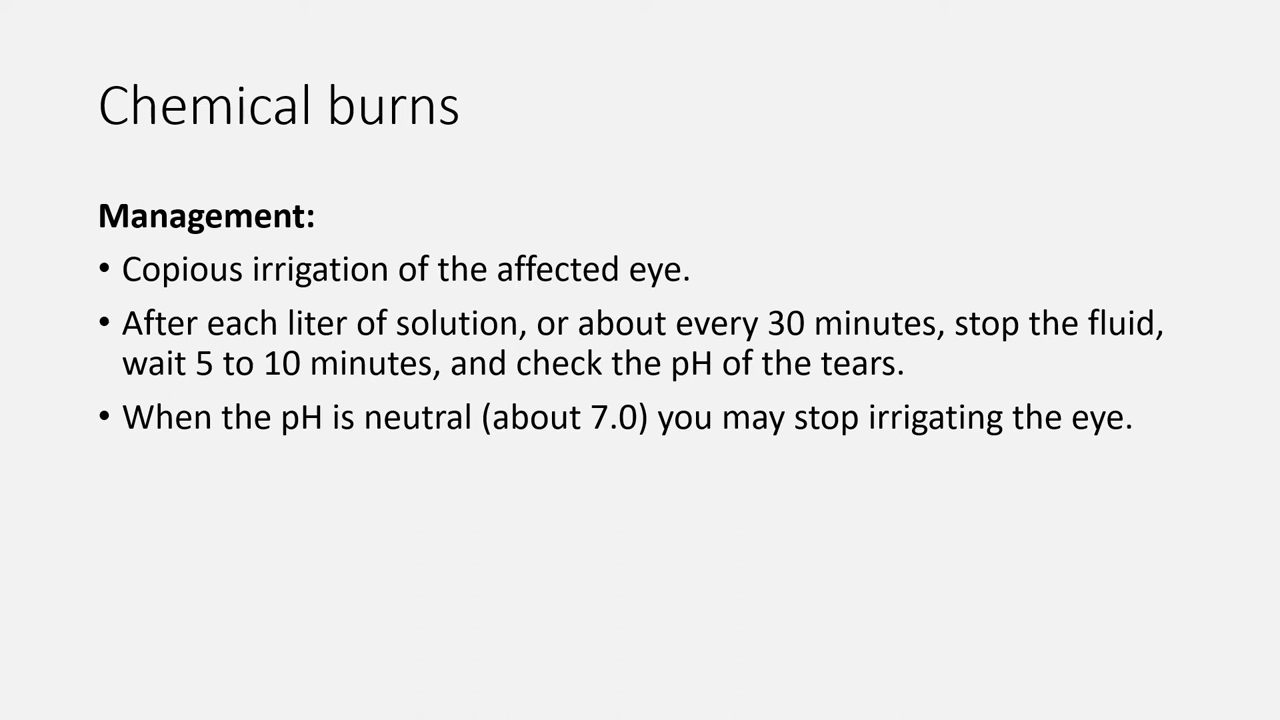 Chemical burns
Management:
• Copious irrigation of the affected eye.
• After each liter of solution, or about every 30 minutes, stop the fluid,
wait 5 to 10 minutes, and check the pH of the tears.
• When the pH is neutral (about 7.0) you may stop irrigating the eye.